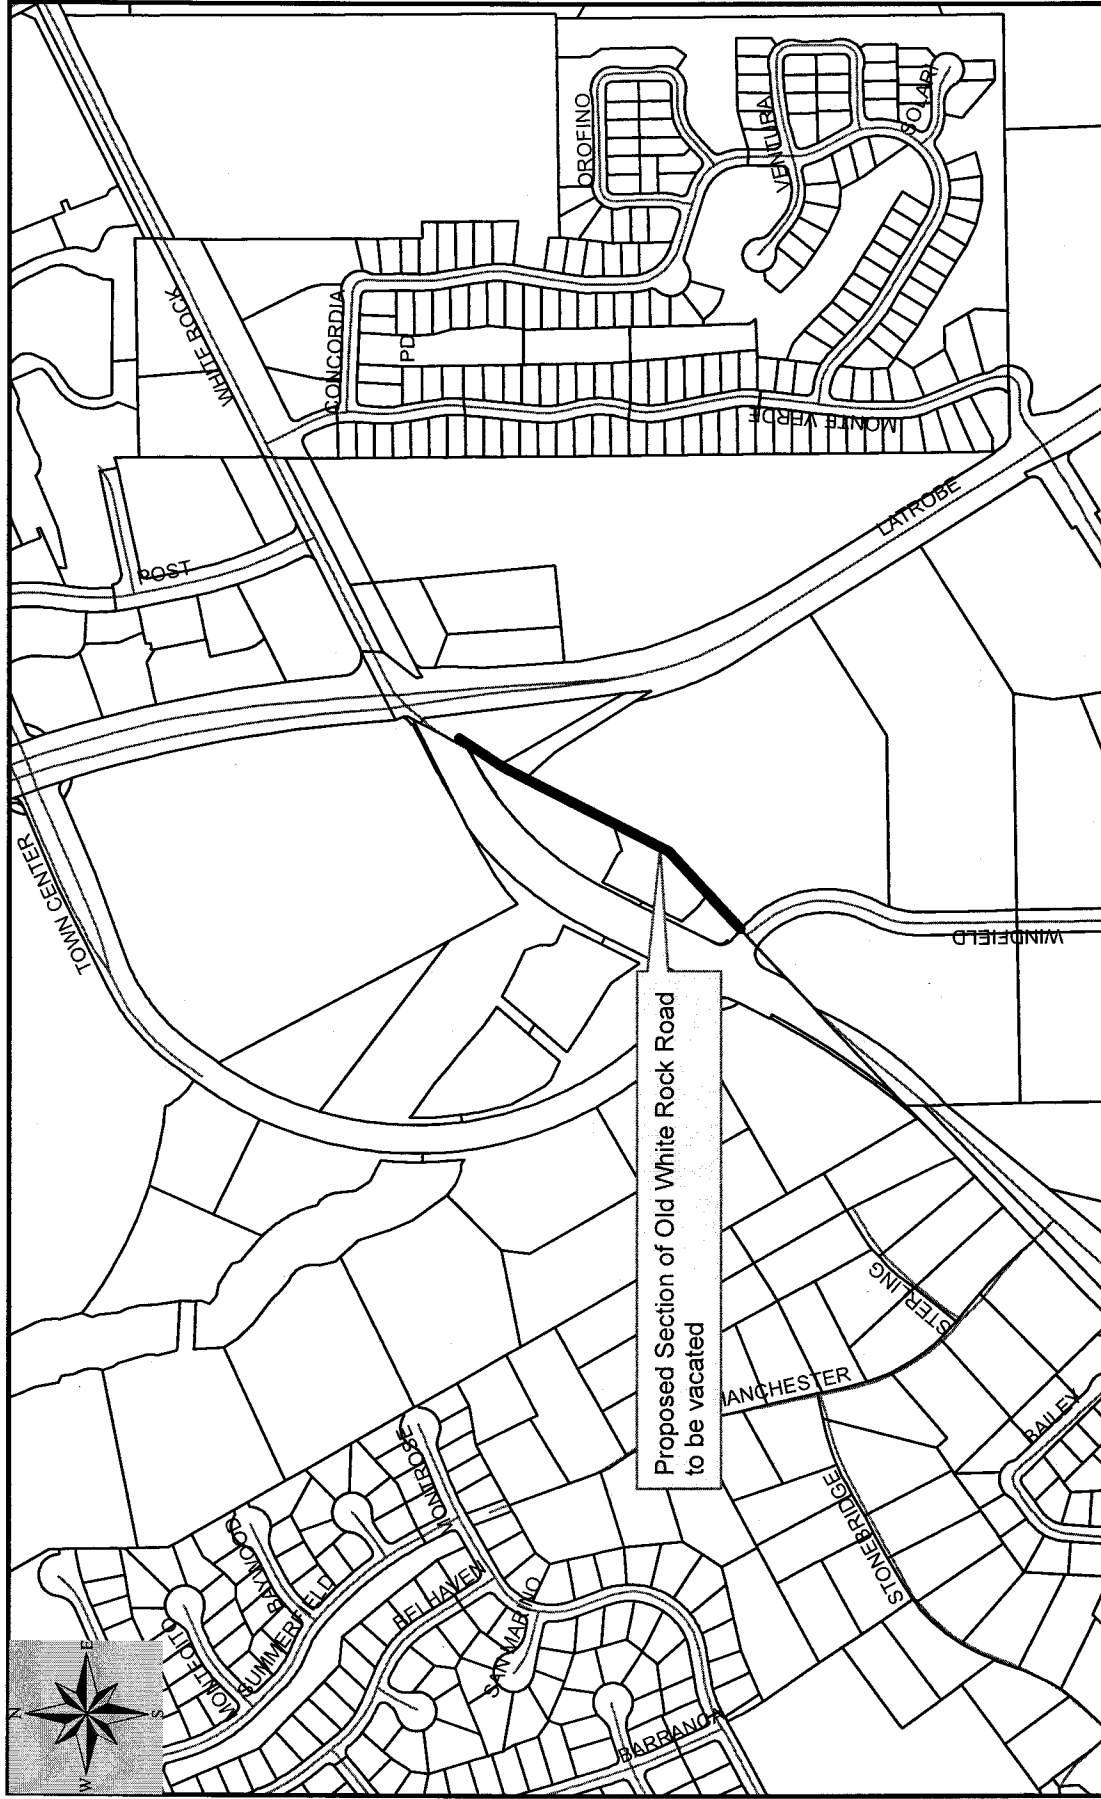 N
W
E
S
TOWN CENTER
POST
WHITE ROCK
CONCORDIA
PD
OROFINO
VENTURA
SOLARI
MONTE VERDE
LATROBE
WINDFIELD
Proposed Section of Old White Rock Road
to be vacated
MONTECITO
BAYWOOD
SUMMERFIELD
MONTROSE
BELHAVEN
SAN MARINO
BARRANCA
STERLING
MANCHESTER
STONEBRIDGE
BAILEY